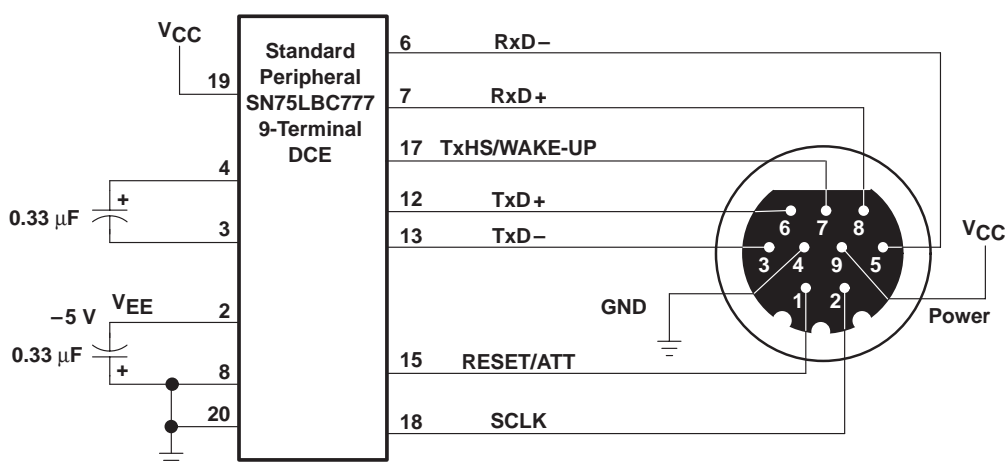 VCC
19
Standard
Peripheral
SN75LBC777
9-Terminal
DCE
6 RxD–
7 RxD+
17 TxHS/WAKE-UP
12 TxD+
13 TxD–
15 RESET/ATT
18 SCLK
4
+
0.33 μF
3
VEE
–5 V
2
0.33 μF
+
8
20
6 7 8
3 4 9 5
1 2
GND
VCC
Power